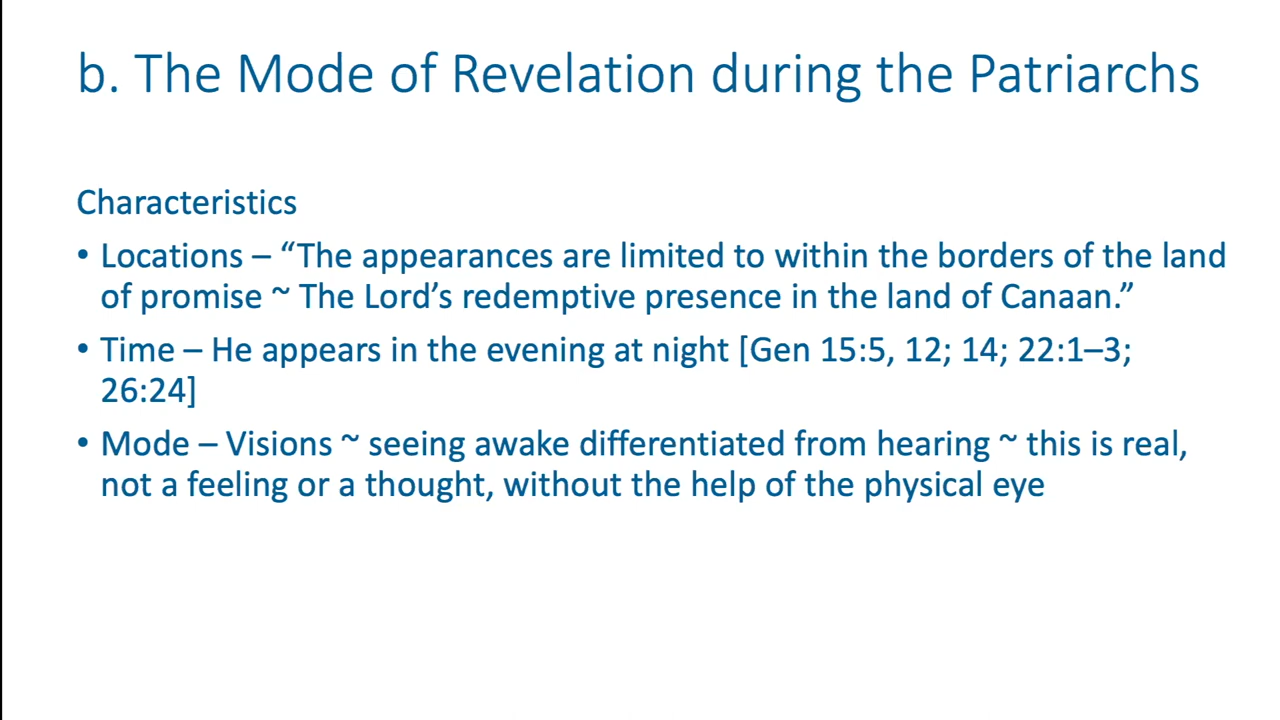 b. The Mode of Revelation during the Patriarchs
Characteristics
• Locations – “The appearances are limited to within the borders of the land
of promise ~ The Lord’s redemptive presence in the land of Canaan.”
• Time – He appears in the evening at night [Gen 15:5, 12; 14; 22:1–3;
26:24]
• Mode – Visions ~ seeing awake differentiated from hearing ~ this is real,
not a feeling or a thought, without the help of the physical eye